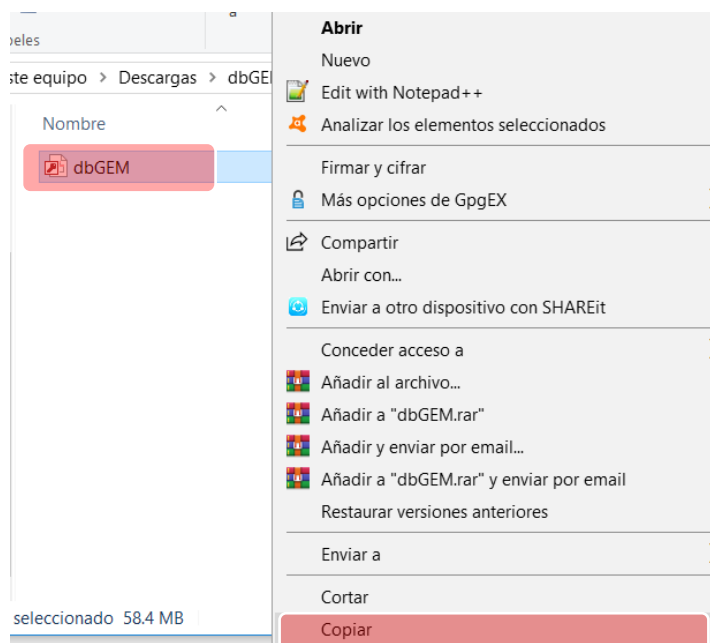 ste equipo > Descargas > dbGE
Nombre
dbGEM
seleccionado 58.4 MB
Abrir
Nuevo
Edit with Notepad++
Analizar los elementos seleccionados
Firmar y cifrar
Más opciones de GpgEX
Compartir
Abrir con...
Enviar a otro dispositivo con SHAREit
Conceder acceso a
Añadir al archivo...
Añadir a "dbGEM.rar"
Añadir y enviar por email...
Añadir a "dbGEM.rar" y enviar por email
Restaurar versiones anteriores
Enviar a
Cortar
Copiar